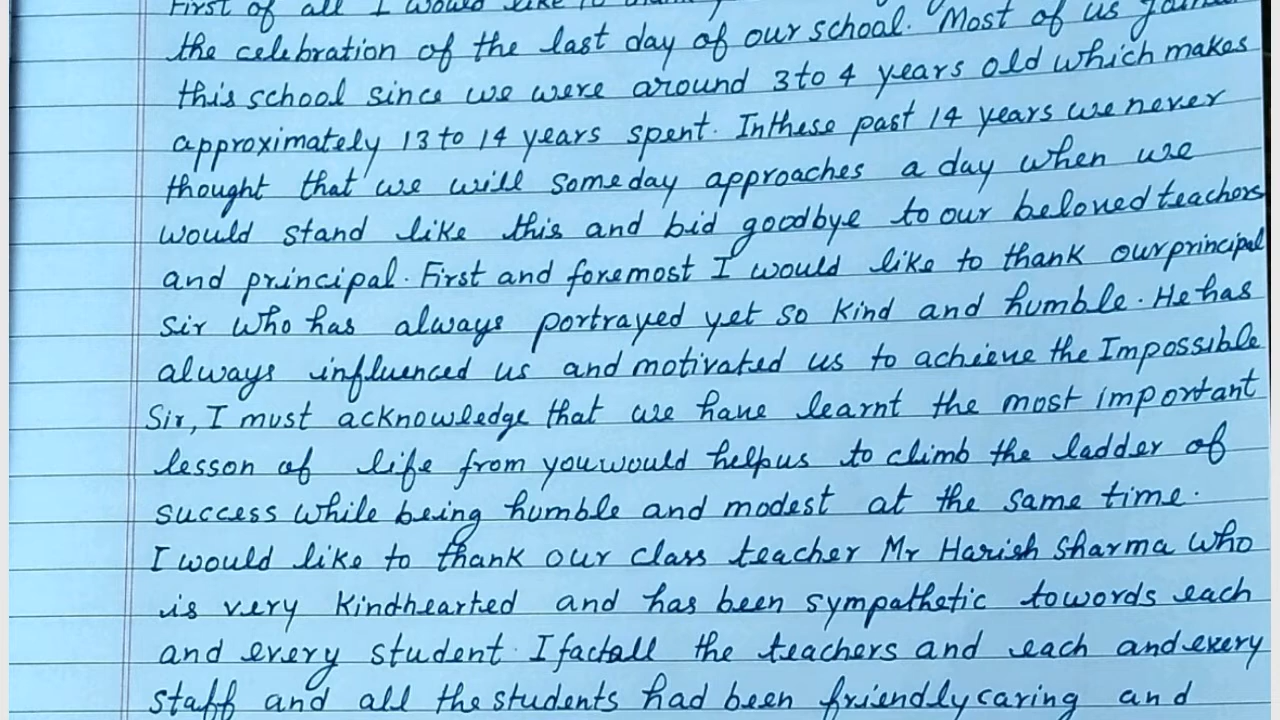 First of all I would like to
the celebration of the last day of our school. Most of us
this school since we were around 3 to 4 years old which makes
approximately 13 to 14 years spent. Inthese past 14 years we never
thought that we will someday approaches a day when we
would stand like this and bid goodbye to our beloved teachers
and principal. First and foremost I would like to thank our principal
sir who has always portrayed yet so kind and humble. He has
always influenced us and motivated us to achieve the Impossible
Sir, I must acknowledge that we have learnt the most important
lesson of life from you would help us to climb the ladder of
success while being humble and modest at the same time.
I would like to thank our class teacher Mr Harish Sharma who
is very kindhearted and has been sympathetic towords each
and every student. I factall the teachers and each and every
staff and all the students had been friendly caring and